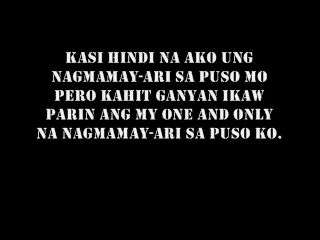 KASI HINDI NA AKO UNG
NAGMAMAY-ARI SA PUSO MO
PERO KAHIT GANYAN IKAW
PARIN ANG MY ONE AND ONLY
NA NAGMAMAY-ARI SA PUSO KO.